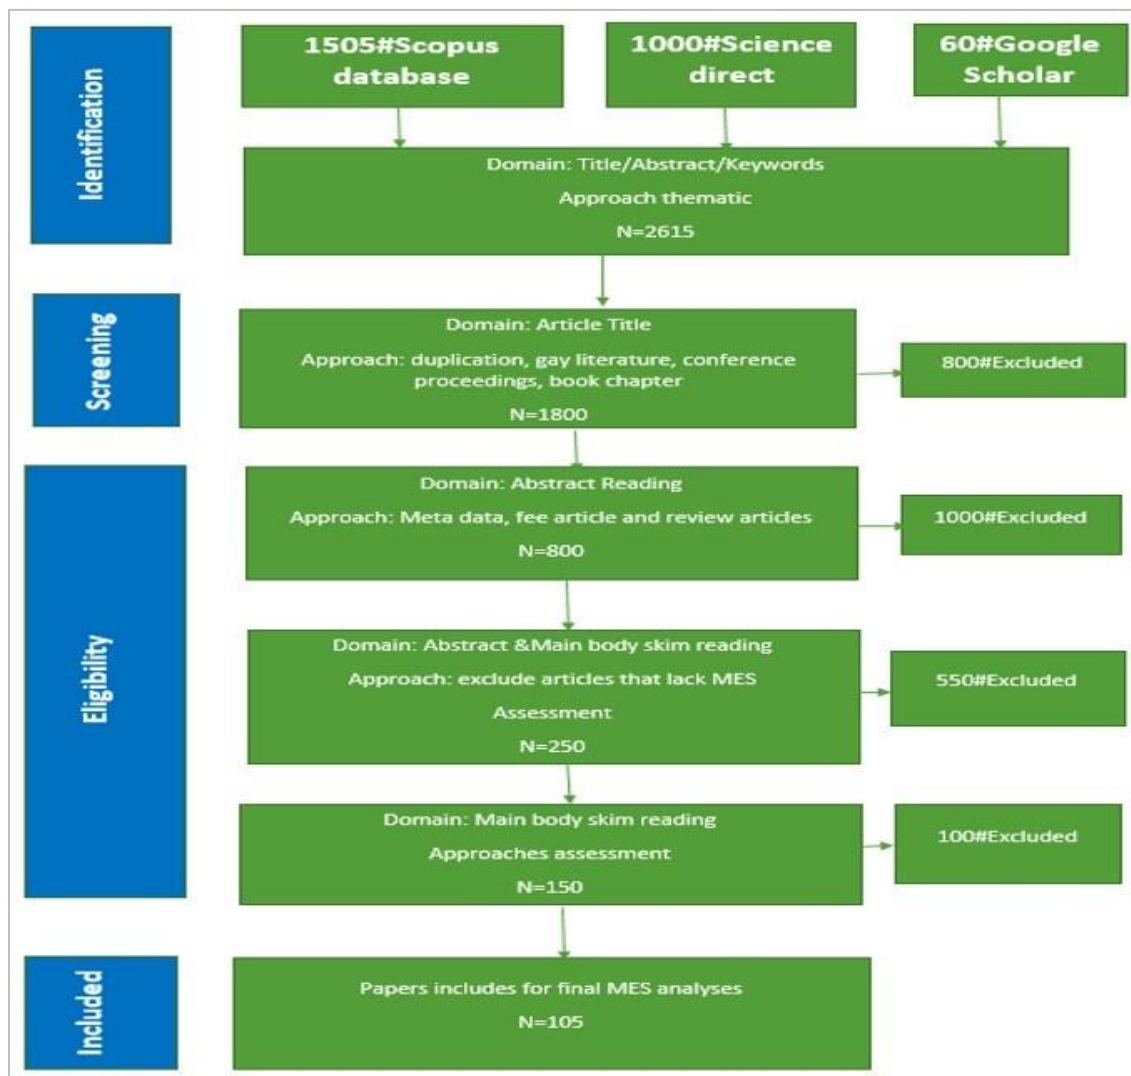 Identification
1505#Scopus
database
1000#Science
direct
60#Google
Scholar
Domain: Title/Abstract/Keywords
Approach thematic
N=2615
Screening
Domain: Article Title
Approach: duplication, gay literature, conference
proceedings, book chapter
N=1800
800#Excluded
Eligibility
Domain: Abstract Reading
Approach: Meta data, fee article and review articles
N=800
1000#Excluded
Domain: Abstract &Main body skim reading
Approach: exclude articles that lack MES
Assessment
N=250
550#Excluded
Domain: Main body skim reading
Approaches assessment
N=150
100#Excluded
Included
Papers includes for final MES analyses
N=105